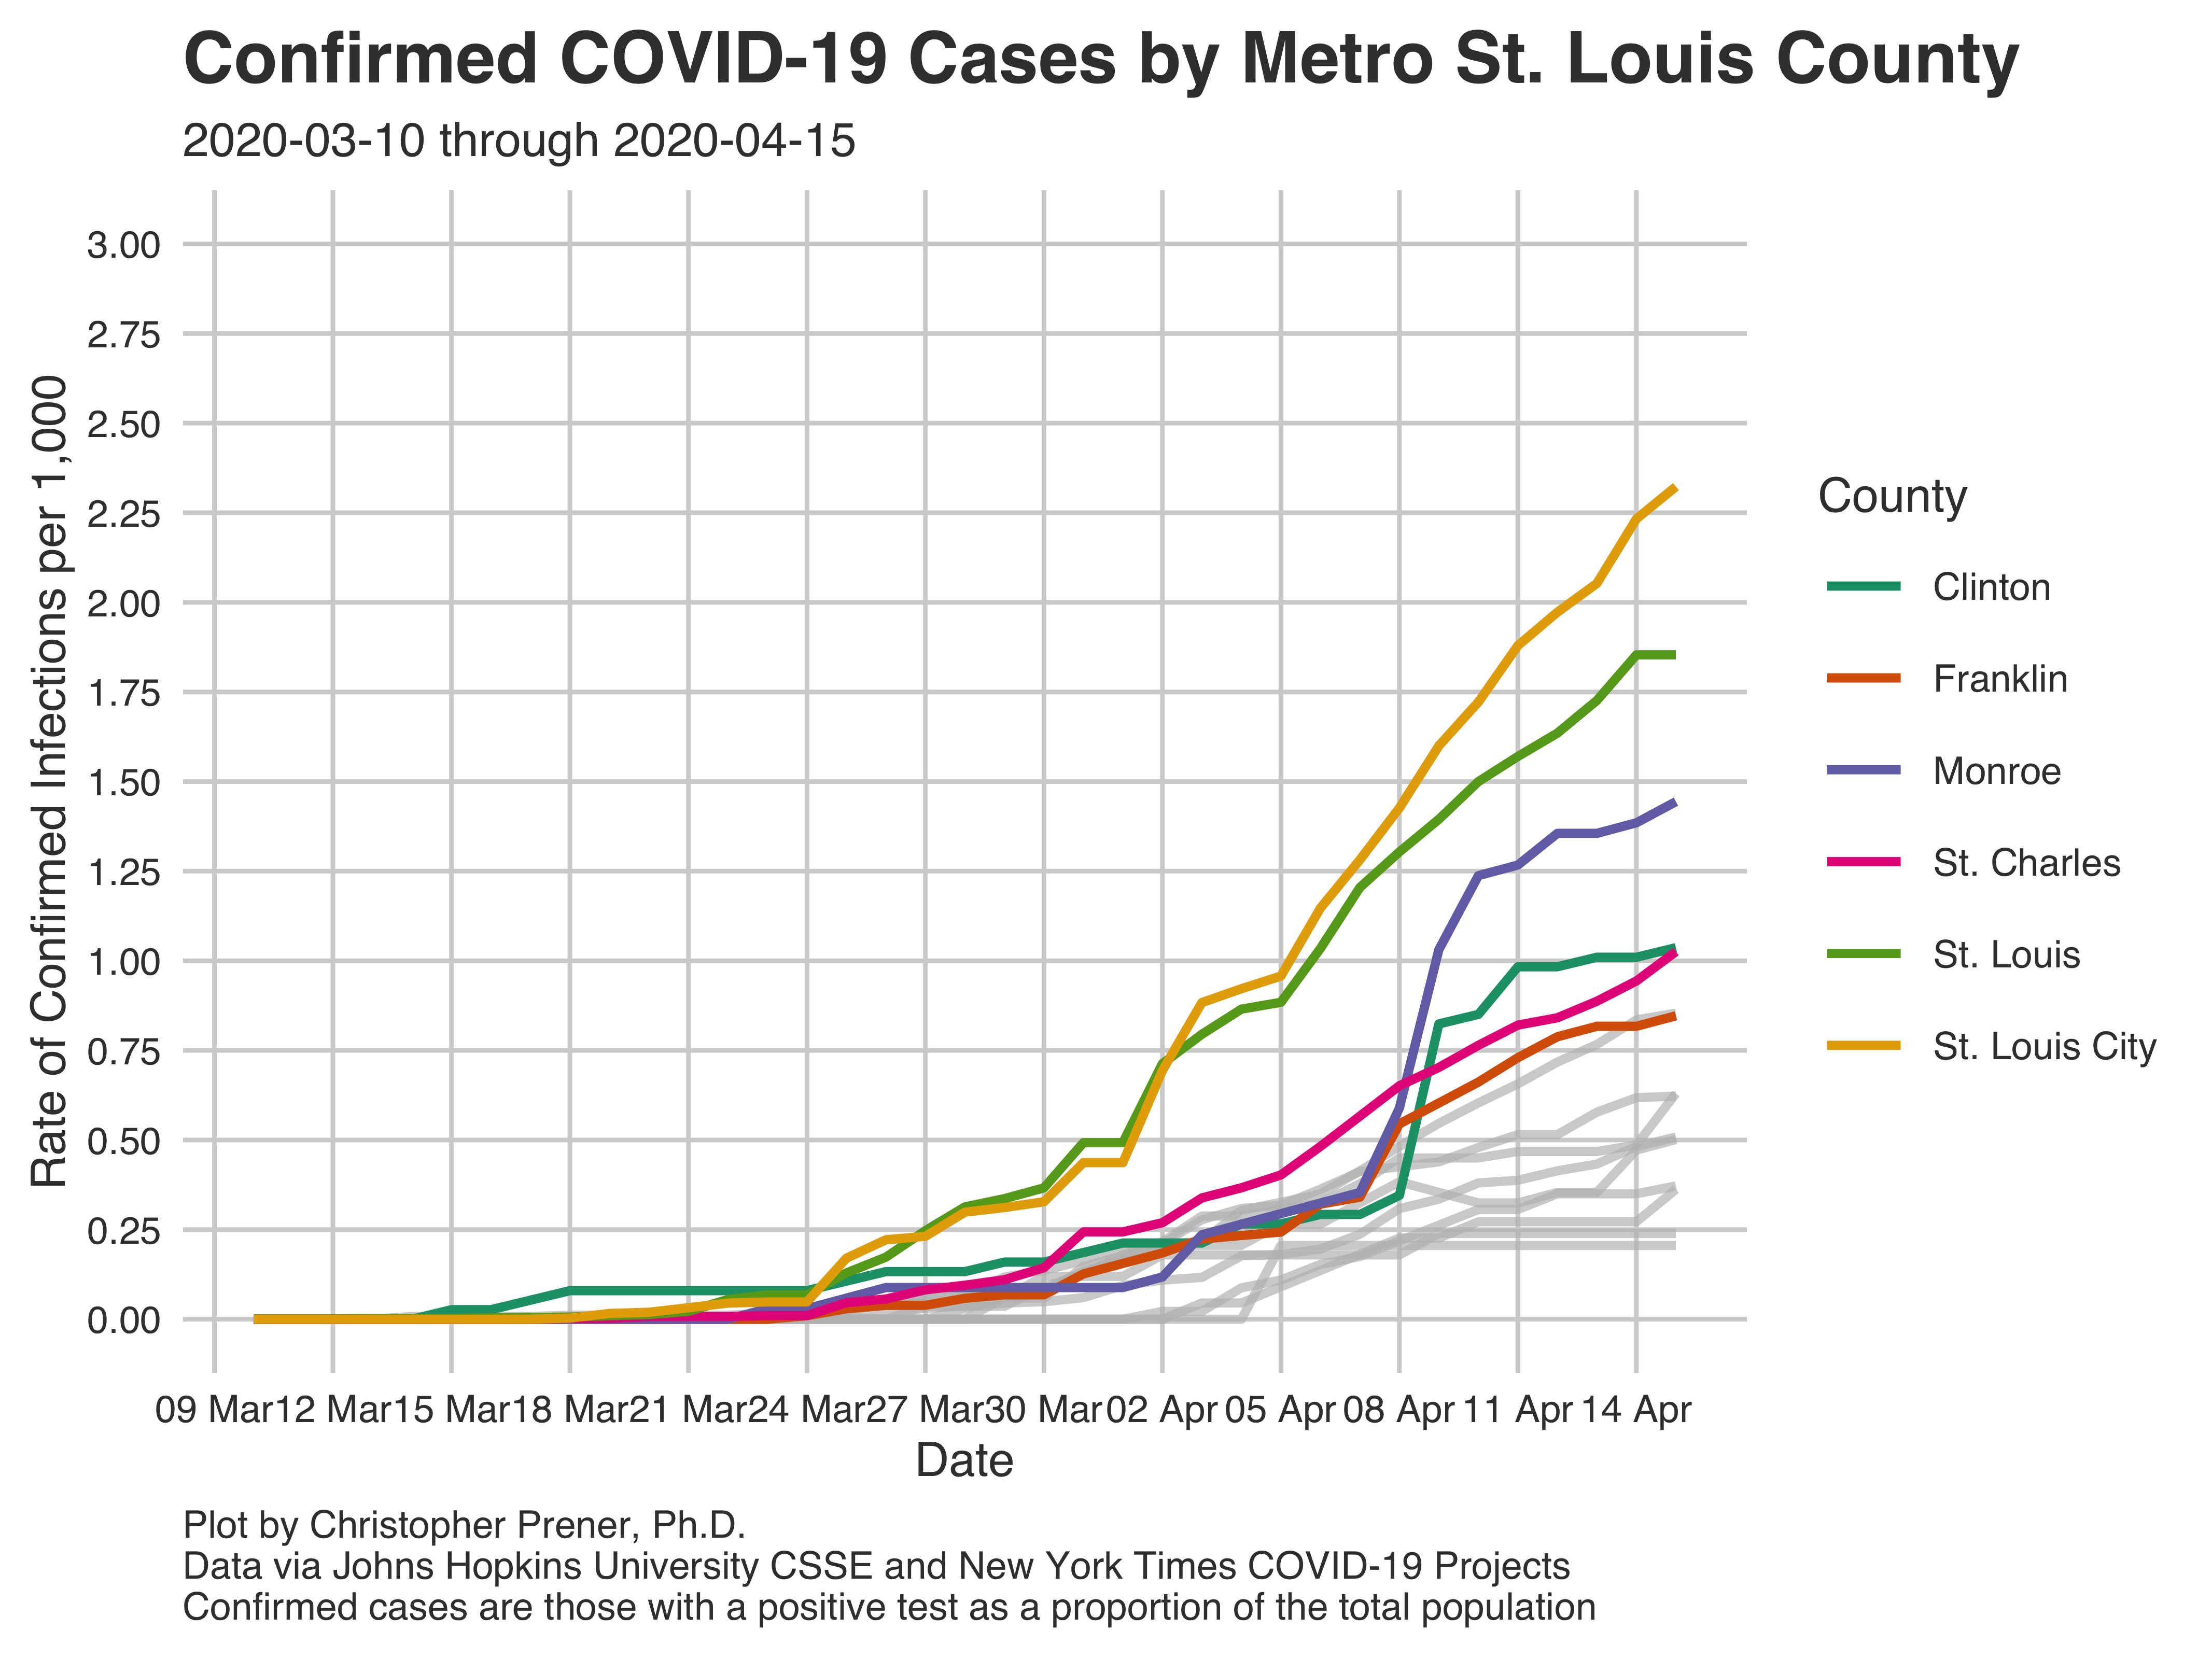 Confirmed COVID-19 Cases by Metro St. Louis County
2020-03-10 through 2020-04-15
Rate of Confirmed Infections per 1,000
3.00
2.75
2.50
2.25
2.00
1.75
1.50
1.25
1.00
0.75
0.50
0.25
0.00
09 Mar 12 Mar 15 Mar 18 Mar 21 Mar 24 Mar 27 Mar 30 Mar 02 Apr 05 Apr 08 Apr 11 Apr 14 Apr
Date
County
Clinton
Franklin
Monroe
St. Charles
St. Louis
St. Louis City
Plot by Christopher Prener, Ph.D.
Data via Johns Hopkins University CSSE and New York Times COVID-19 Projects
Confirmed cases are those with a positive test as a proportion of the total population